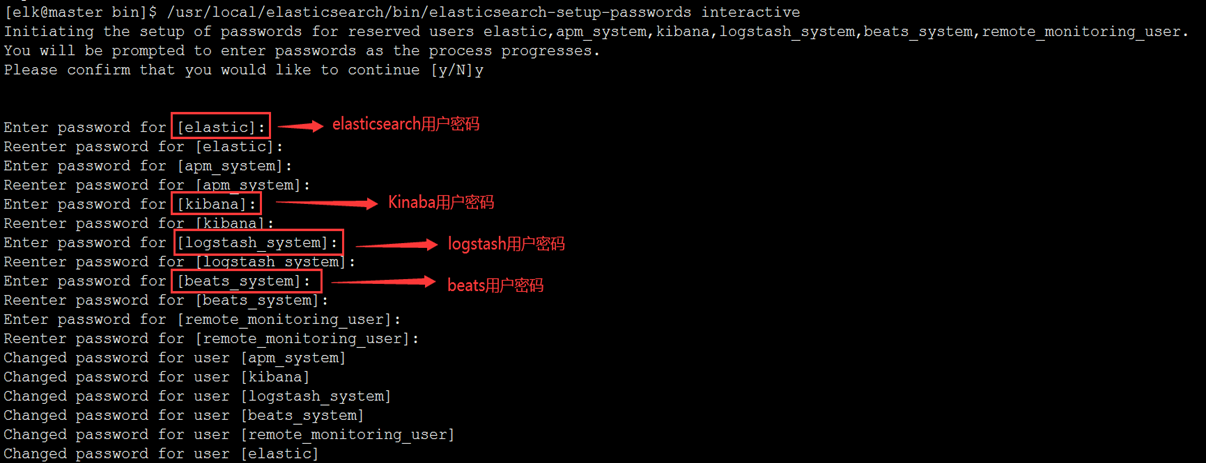 [elk@master bin]$ /usr/local/elasticsearch/bin/elasticsearch-setup-passwords interactive
Initiating the setup of passwords for reserved users elastic,apm_system,kibana,logstash_system,beats_system,remote_monitoring_user.
You will be prompted to enter passwords as the process progresses.
Please confirm that you would like to continue [y/N]y
Enter password for [elastic]: elasticsearch用户密码
Reenter password for [elastic]:
Enter password for [apm_system]:
Reenter password for [apm_system]:
Enter password for [kibana]: Kinaba用户密码
Reenter password for [kibana]:
Enter password for [logstash_system]: logstash用户密码
Reenter password for [logstash_system]:
Enter password for [beats_system]: beats用户密码
Reenter password for [beats_system]:
Enter password for [remote_monitoring_user]:
Reenter password for [remote_monitoring_user]:
Changed password for user [apm_system]
Changed password for user [kibana]
Changed password for user [logstash_system]
Changed password for user [beats_system]
Changed password for user [remote_monitoring_user]
Changed password for user [elastic]